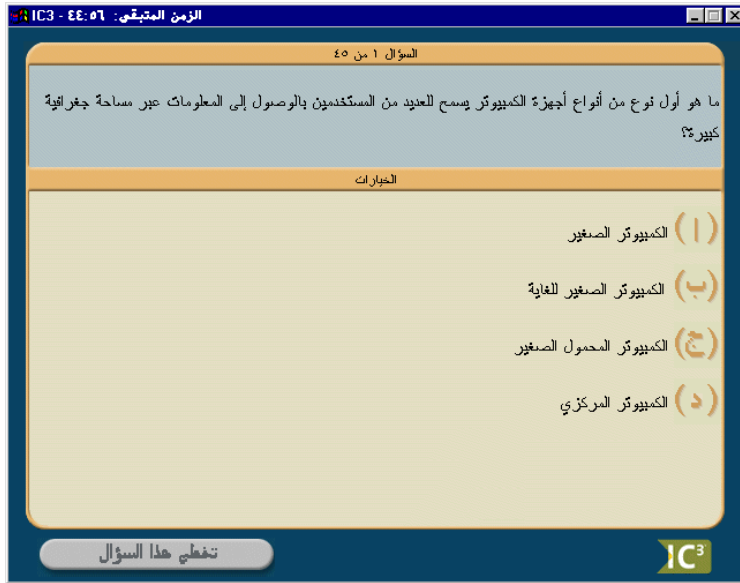 IC3 - ٤٤:٥٦ الزمن المتبقي:
السؤال ١ من ٤٥
ما هو أول نوع من أنواع أجهزة الكمبيوتر يسمح للعديد من المستخدمين بالوصول إلى المعلومات عبر مساحة جغرافية
كبيرة؟
الخيارات
(ا) الكمبيوتر الصغير
(ب) الكمبيوتر الصغير للغاية
(ج) الكمبيوتر المحمول الصغير
(د) الكمبيوتر المركزي
تخطي هذا السؤال
IC³